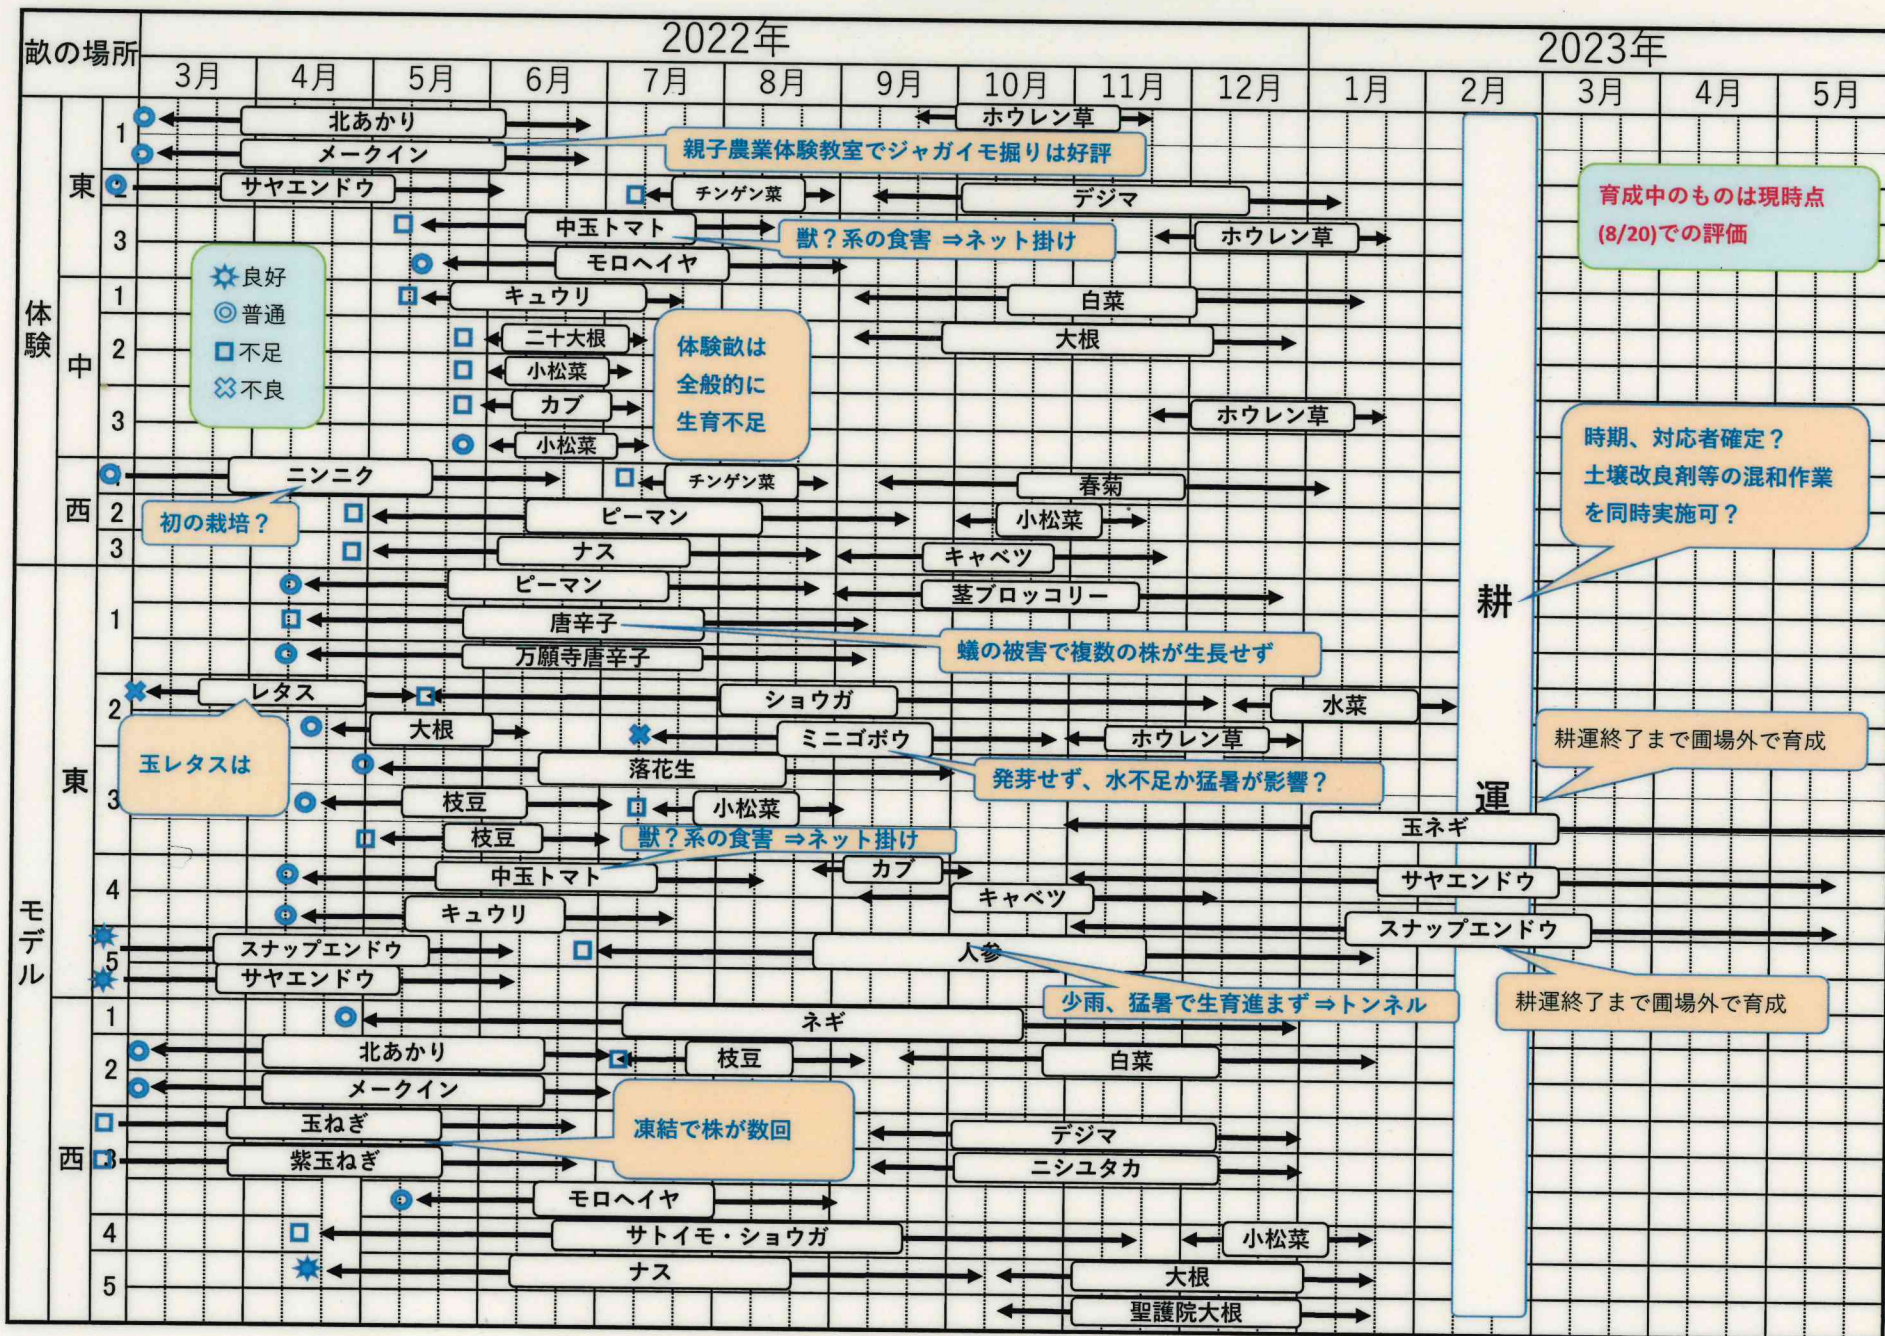 畝の場所
2022年
2023年
3月 4月 5月 6月 7月 8月 9月 10月 11月 12月 1月 2月 3月 4月 5月
体験
東
1
北あかり
ホウレン草
メークイン
親子農業体験教室でジャガイモ掘りは好評
2
サヤエンドウ
チンゲン菜
デジマ
3
中玉トマト
獣？系の食害 ⇒ネット掛け
ホウレン草
モロヘイヤ
育成中のものは現時点
(8/20)での評価
良好
普通
不足
不良
中
1
キュウリ
白菜
2
二十大根
大根
小松菜
体験畝は
全般的に
生育不足
3
カブ
ホウレン草
小松菜
時期、対応者確定？
土壌改良剤等の混和作業
を同時実施可？
西
1
ニンニク
チンゲン菜
春菊
初の栽培？
2
ピーマン
小松菜
3
ナス
キャベツ
耕
運
モデル
東
1
ピーマン
茎ブロッコリー
唐辛子
蟻の被害で複数の株が生長せず
万願寺唐辛子
2
レタス
ショウガ
水菜
玉レタスは
大根
ミニゴボウ
ホウレン草
耕運終了まで圃場外で育成
3
落花生
発芽せず、水不足か猛暑が影響？
枝豆
小松菜
玉ネギ
枝豆
獣？系の食害 ⇒ネット掛け
4
中玉トマト
カブ
サヤエンドウ
キャベツ
キュウリ
スナップエンドウ
5
スナップエンドウ
人参
サヤエンドウ
少雨、猛暑で生育進まず⇒トンネル
耕運終了まで圃場外で育成
西
1
ネギ
2
北あかり
枝豆
白菜
メークイン
凍結で株が数回
3
玉ねぎ
デジマ
紫玉ねぎ
ニシユタカ
モロヘイヤ
4
サトイモ・ショウガ
小松菜
5
ナス
大根
聖護院大根